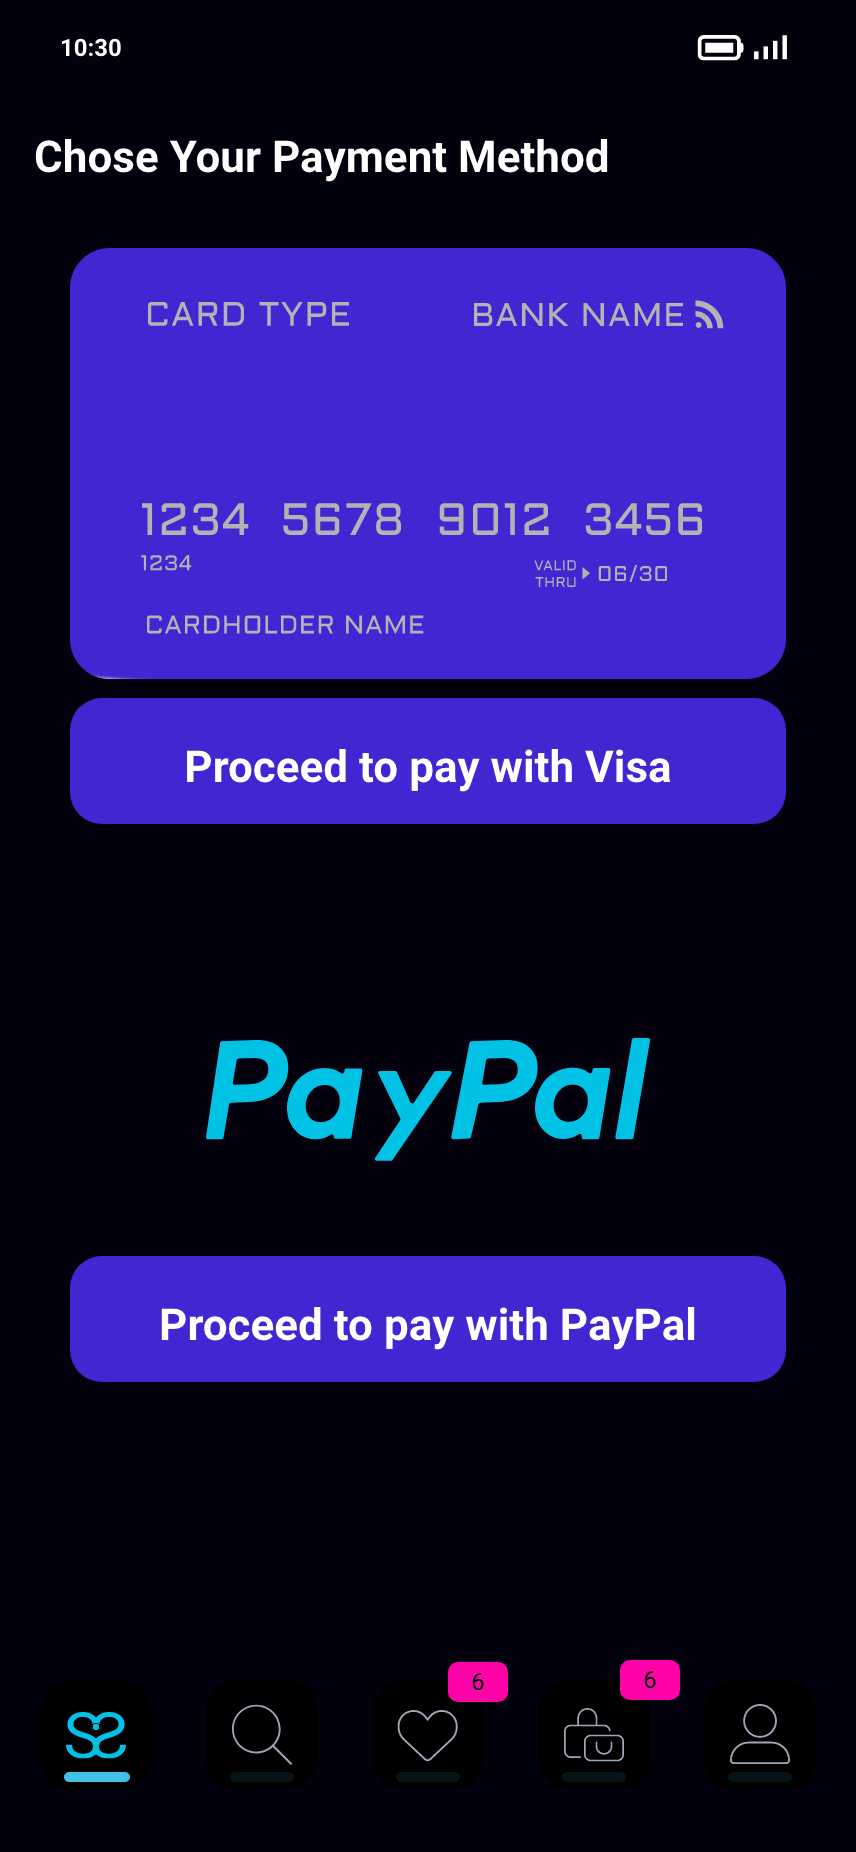 10:30
Chose Your Payment Method
CARD TYPE BANK NAME
1234 5678 9012 3456
1234
VALID THRU 06/30
CARDHOLDER NAME
Proceed to pay with Visa
PayPal
Proceed to pay with PayPal
6 6